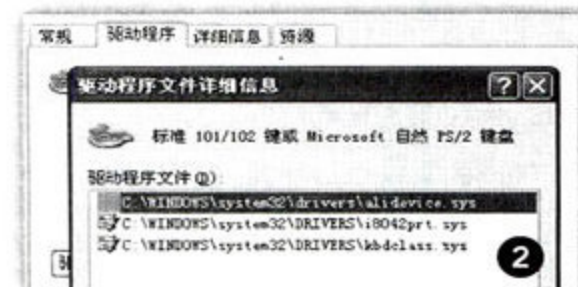 常规 驱动程序 详细信息 资源
驱动程序文件详细信息
标准 101/102 键或 Microsoft 自然 PS/2 键盘
驱动程序文件(D):
C:\WINDOWS\system32\drivers\alidevice.sys
C:\WINDOWS\system32\DRIVERS\i8042prt.sys
C:\WINDOWS\system32\DRIVERS\kbdclass.sys
2